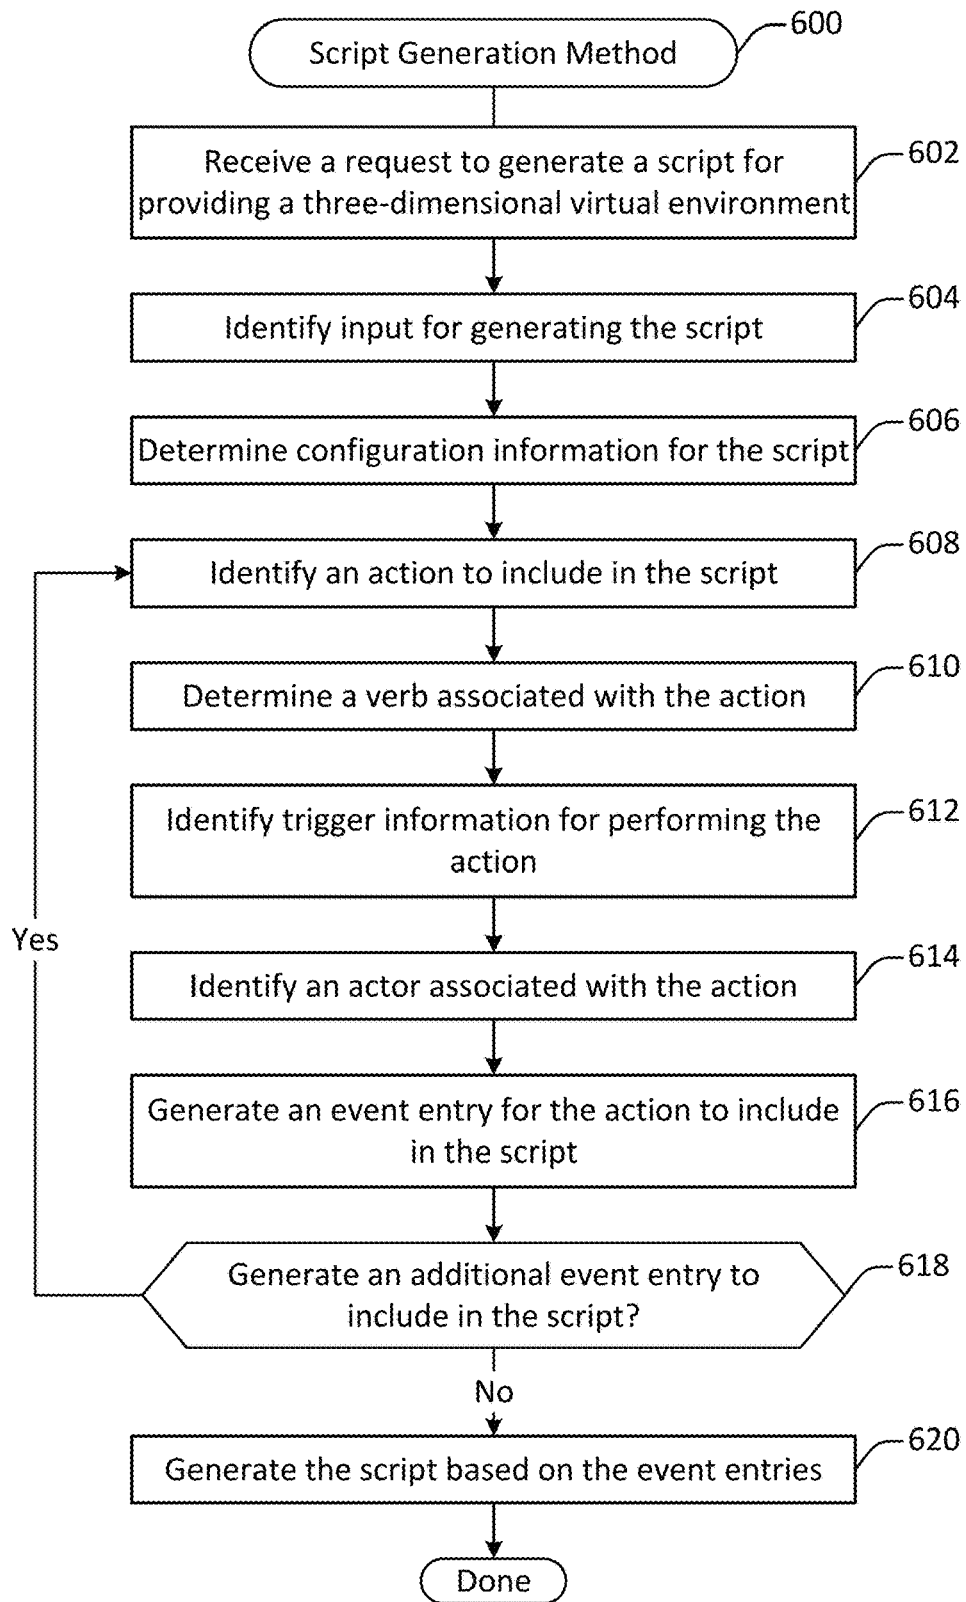 600
Script Generation Method
602
Receive a request to generate a script for
providing a three-dimensional virtual environment
604
Identify input for generating the script
606
Determine configuration information for the script
608
Identify an action to include in the script
610
Determine a verb associated with the action
612
Identify trigger information for performing the
action
Yes
614
Identify an actor associated with the action
616
Generate an event entry for the action to include
in the script
618
Generate an additional event entry to
include in the script?
No
620
Generate the script based on the event entries
Done